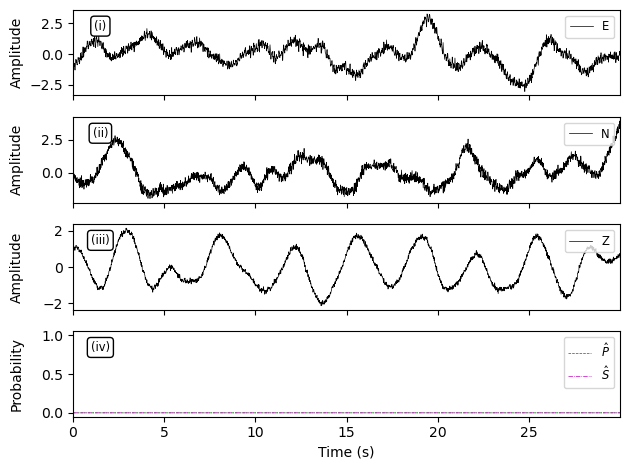 Amplitude
2.5
0.0
−2.5
(i)
E
Amplitude
2.5
0.0
(ii)
N
Amplitude
2
0
−2
(iii)
Z
Probability
1.0
0.5
0.0
(iv)
P̂
Ŝ
0 5 10 15 20 25
Time (s)